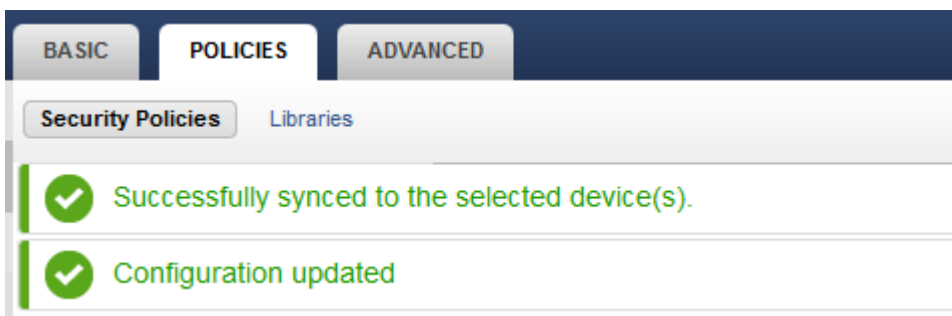 BASIC POLICIES ADVANCED
Security Policies Libraries
Successfully synced to the selected device(s).
Configuration updated